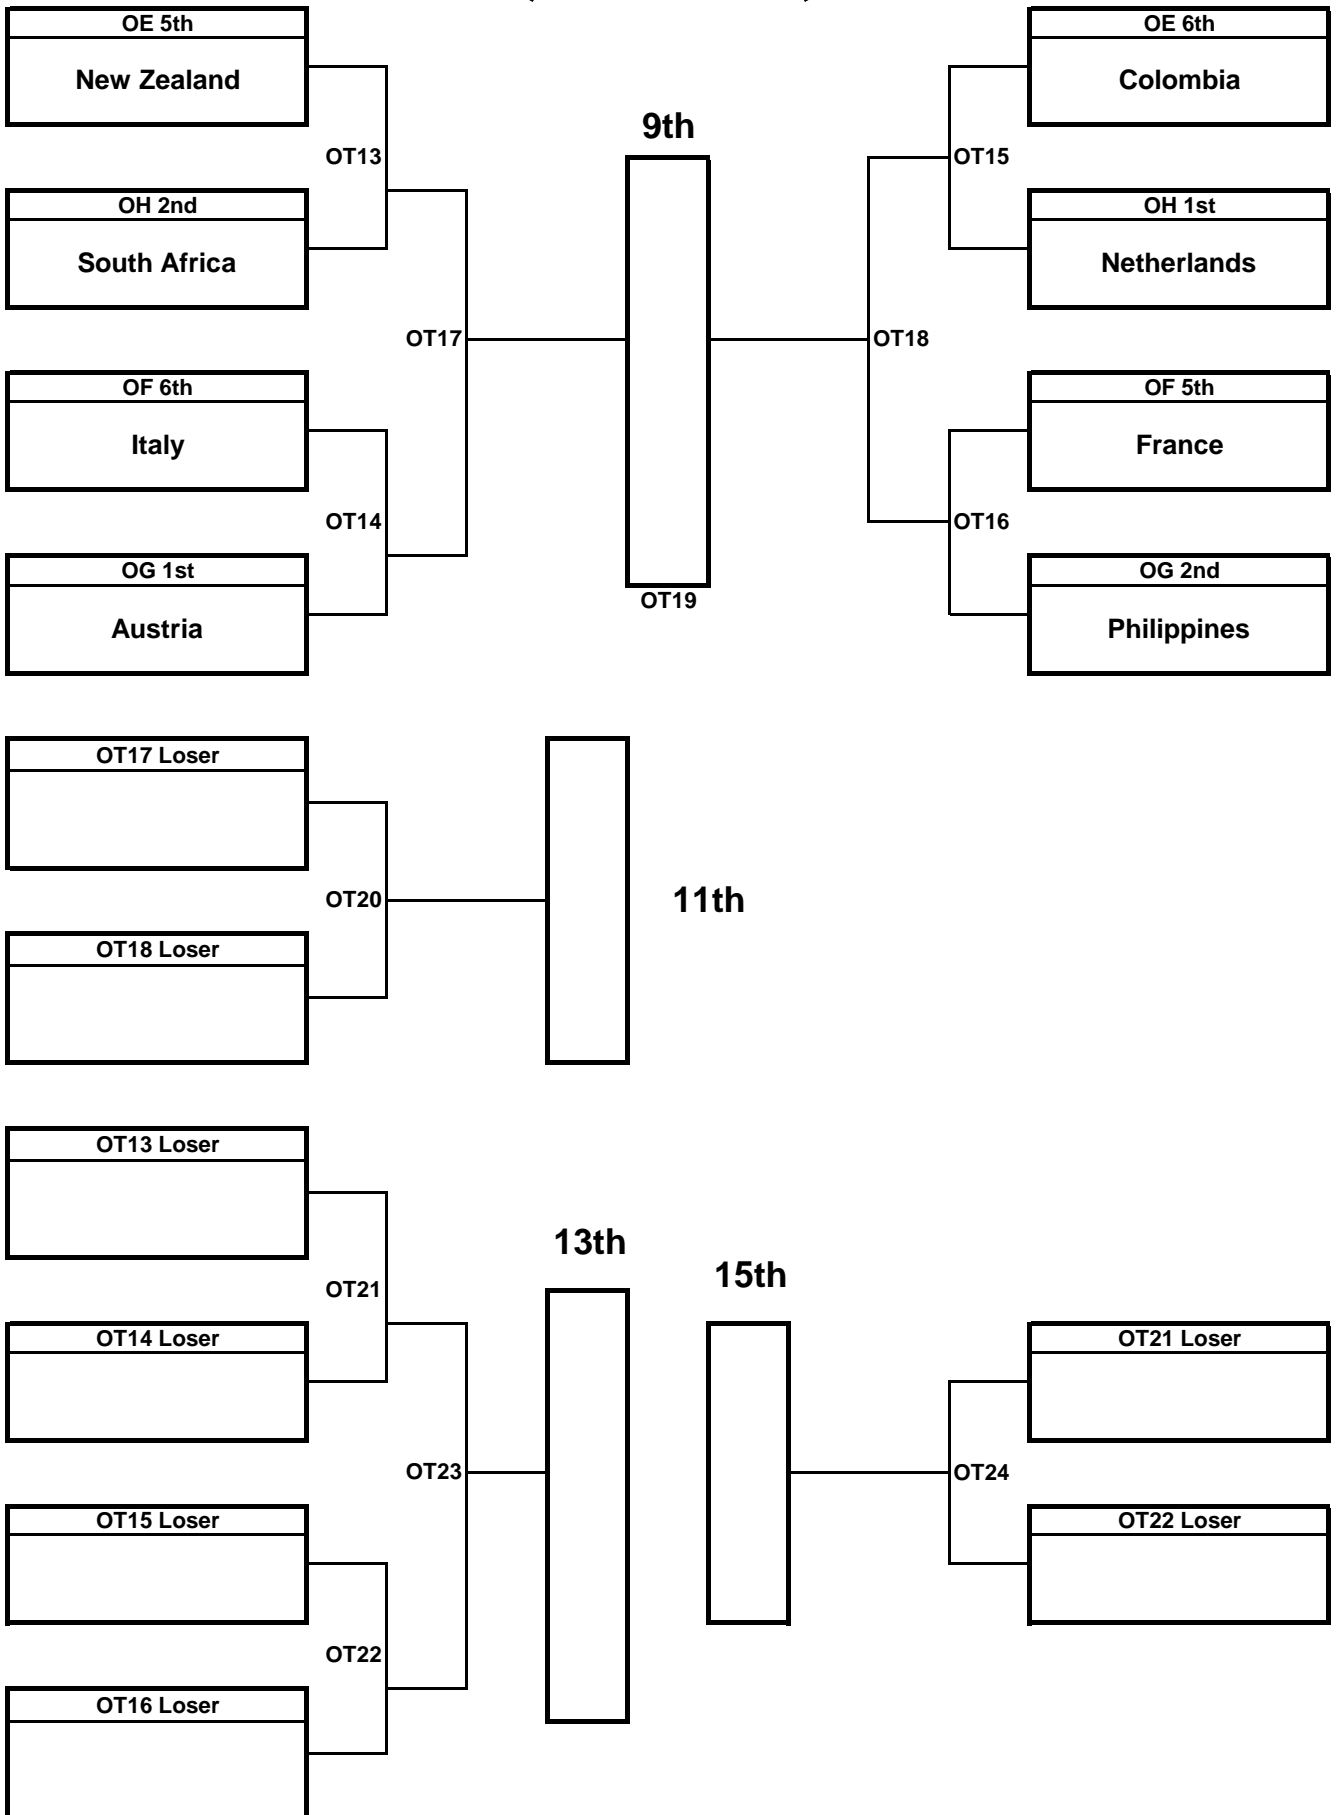 OE 5th
New Zealand
OE 6th
Colombia
9th
OT13
OT15
OH 2nd
South Africa
OH 1st
Netherlands
OT17
OT18
OF 6th
Italy
OF 5th
France
OT14
OT16
OG 1st
Austria
OG 2nd
Philippines
OT19
OT17 Loser
OT20
11th
OT18 Loser
OT13 Loser
13th
15th
OT21
OT14 Loser
OT21 Loser
OT23
OT24
OT15 Loser
OT22 Loser
OT22
OT16 Loser